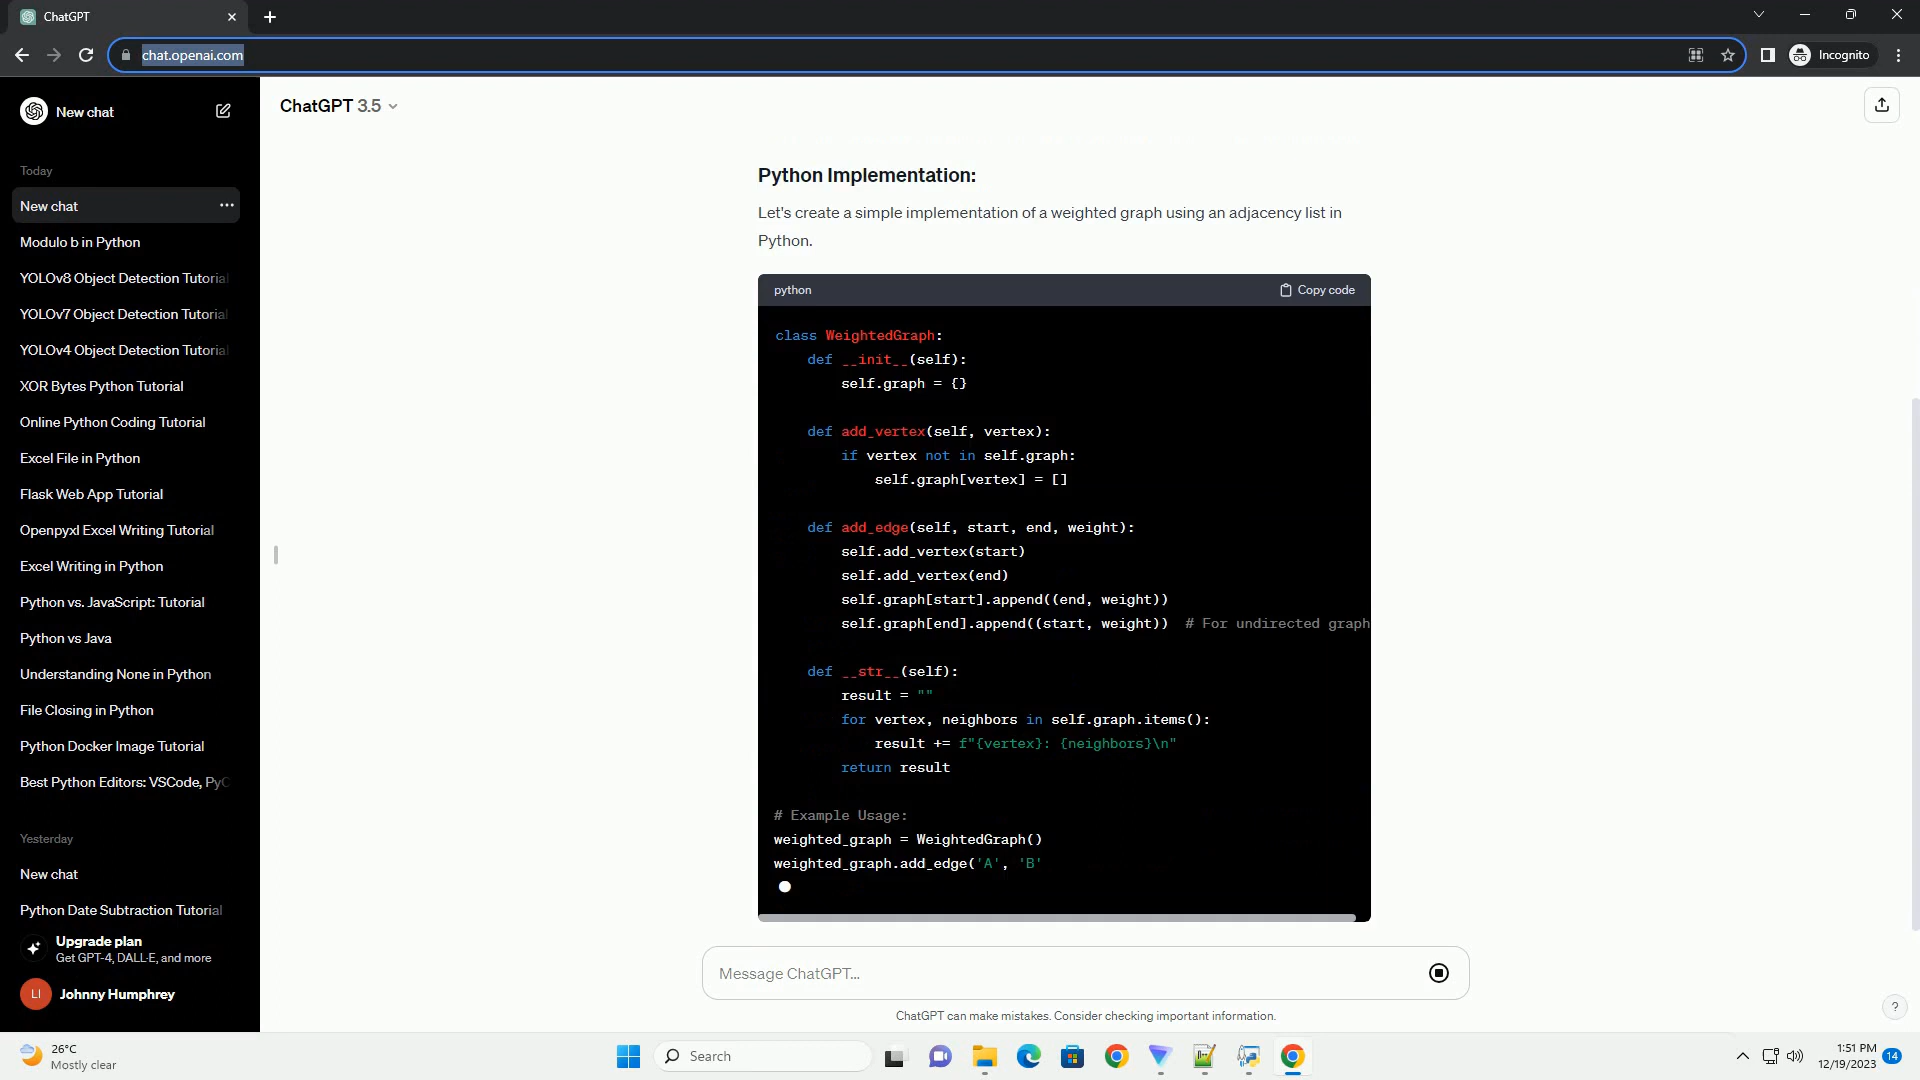 ChatGPT
chat.openai.com
Incognito
New chat
Today
New chat
Modulo b in Python
YOLOv8 Object Detection Tutorial
YOLOv7 Object Detection Tutorial
YOLOv4 Object Detection Tutorial
XOR Bytes Python Tutorial
Online Python Coding Tutorial
Excel File in Python
Flask Web App Tutorial
Openpyxl Excel Writing Tutorial
Excel Writing in Python
Python vs. JavaScript: Tutorial
Python vs Java
Understanding None in Python
File Closing in Python
Python Docker Image Tutorial
Best Python Editors: VSCode, PyC
Yesterday
New chat
Python Date Subtraction Tutorial
Upgrade plan
Get GPT-4, DALL·E, and more
LI
Johnny Humphrey
ChatGPT 3.5
Python Implementation:
Let's create a simple implementation of a weighted graph using an adjacency list in
Python.
python
Copy code
class WeightedGraph:
    def __init__(self):
        self.graph = {}
    def add_vertex(self, vertex):
        if vertex not in self.graph:
            self.graph[vertex] = []
    def add_edge(self, start, end, weight):
        self.add_vertex(start)
        self.add_vertex(end)
        self.graph[start].append((end, weight))
        self.graph[end].append((start, weight))  # For undirected graph
    def __str__(self):
        result = ""
        for vertex, neighbors in self.graph.items():
            result += f"{vertex}: {neighbors}\n"
        return result
# Example Usage:
weighted_graph = WeightedGraph()
weighted_graph.add_edge('A', 'B'
Message ChatGPT...
ChatGPT can make mistakes. Consider checking important information.
?
26°C
Mostly clear
Search
1:51 PM
12/19/2023
14